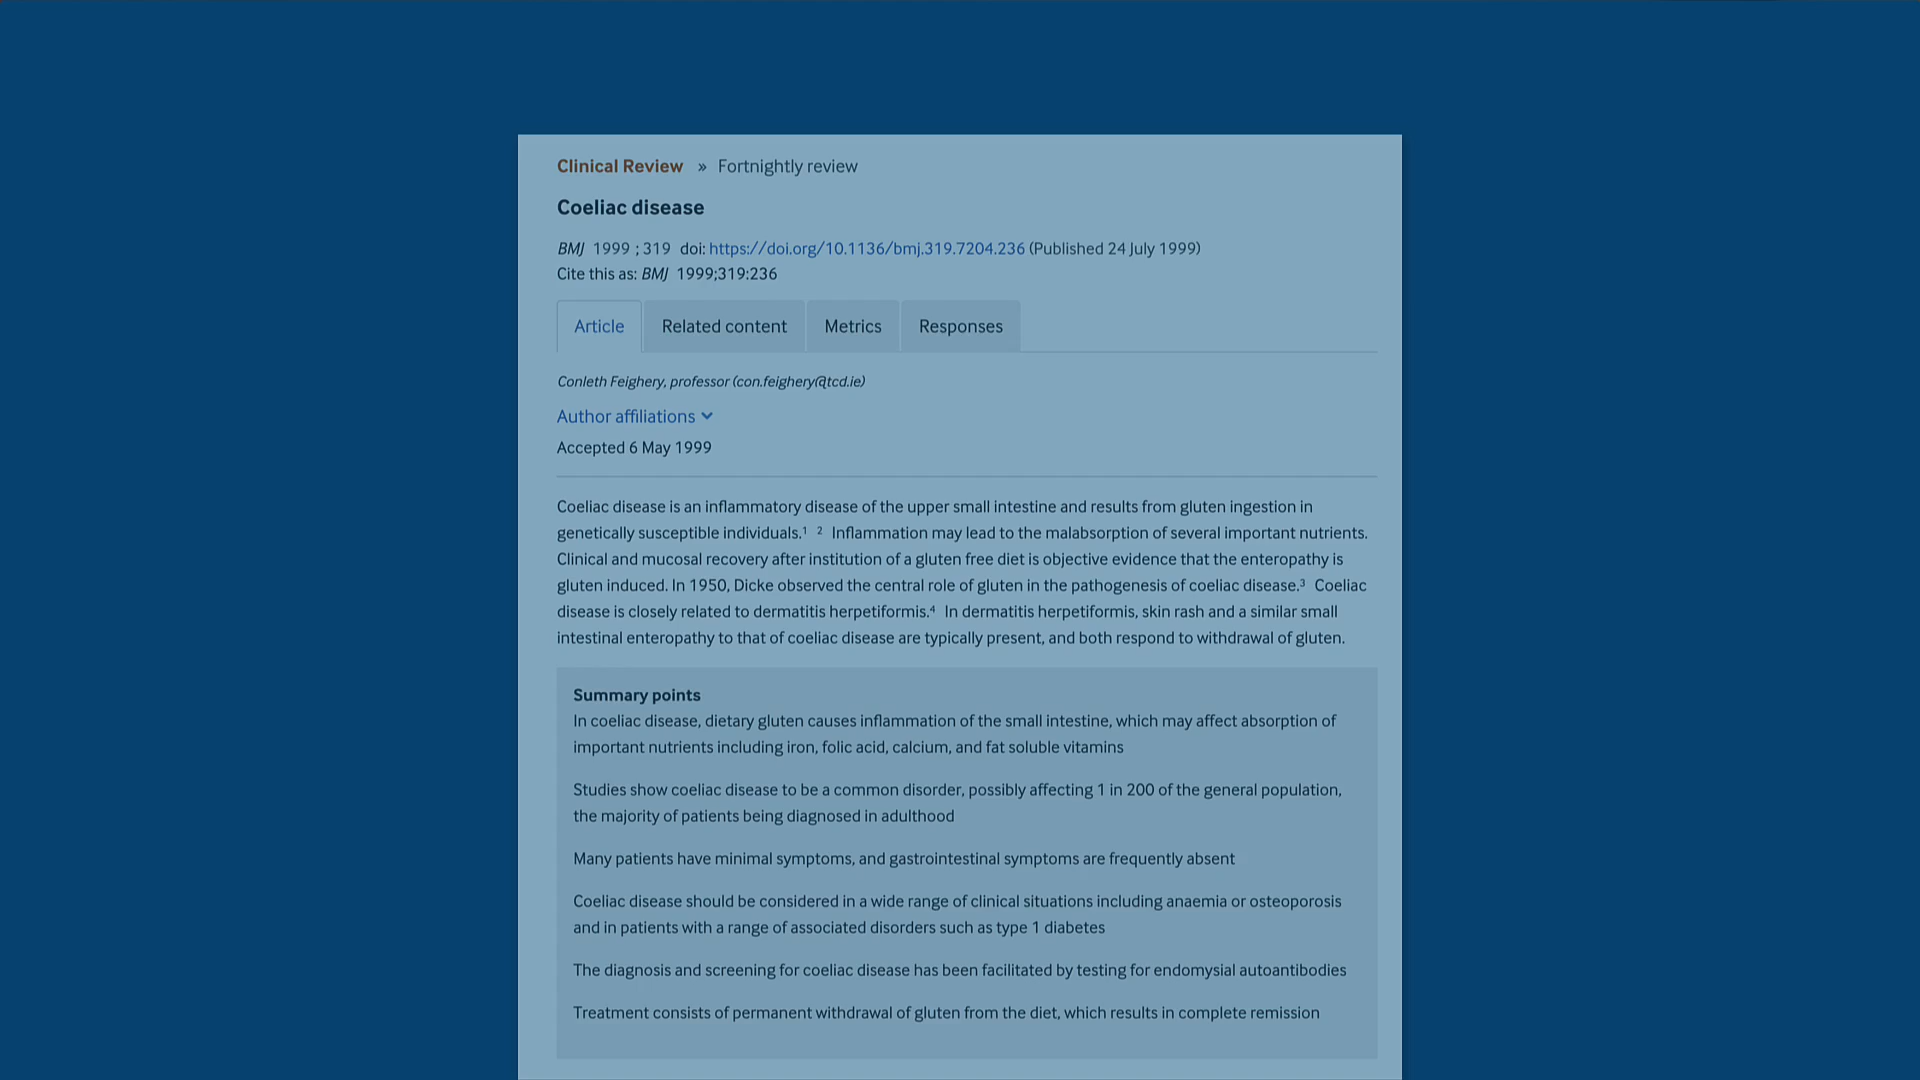 Clinical Review » Fortnightly review
Coeliac disease
BMJ 1999 ; 319 doi: https://doi.org/10.1136/bmj.319.7204.236 (Published 24 July 1999)
Cite this as: BMJ 1999;319:236
Article Related content Metrics Responses
Conleth Feighery, professor (con.feighery@tcd.ie)
Author affiliations
Accepted 6 May 1999
Coeliac disease is an inflammatory disease of the upper small intestine and results from gluten ingestion in
genetically susceptible individuals.¹ ² Inflammation may lead to the malabsorption of several important nutrients.
Clinical and mucosal recovery after institution of a gluten free diet is objective evidence that the enteropathy is
gluten induced. In 1950, Dicke observed the central role of gluten in the pathogenesis of coeliac disease.³ Coeliac
disease is closely related to dermatitis herpetiformis.⁴ In dermatitis herpetiformis, skin rash and a similar small
intestinal enteropathy to that of coeliac disease are typically present, and both respond to withdrawal of gluten.
Summary points
In coeliac disease, dietary gluten causes inflammation of the small intestine, which may affect absorption of
important nutrients including iron, folic acid, calcium, and fat soluble vitamins
Studies show coeliac disease to be a common disorder, possibly affecting 1 in 200 of the general population,
the majority of patients being diagnosed in adulthood
Many patients have minimal symptoms, and gastrointestinal symptoms are frequently absent
Coeliac disease should be considered in a wide range of clinical situations including anaemia or osteoporosis
and in patients with a range of associated disorders such as type 1 diabetes
The diagnosis and screening for coeliac disease has been facilitated by testing for endomysial autoantibodies
Treatment consists of permanent withdrawal of gluten from the diet, which results in complete remission